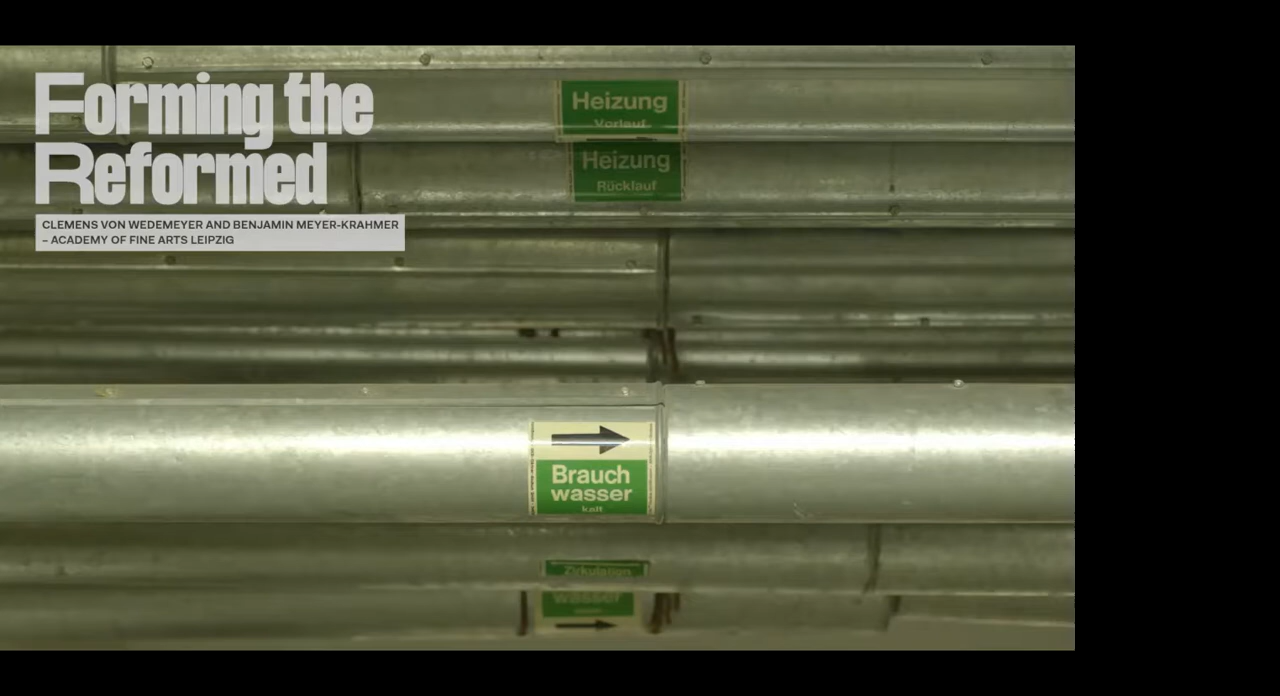 Forming the
Reformed
CLEMENS VON WEDEMEYER AND BENJAMIN MEYER-KRAHMER
– ACADEMY OF FINE ARTS LEIPZIG
Heizung
Vorlauf
Heizung
Rücklauf
Brauch
wasser
kalt
Zirkulation
wasser